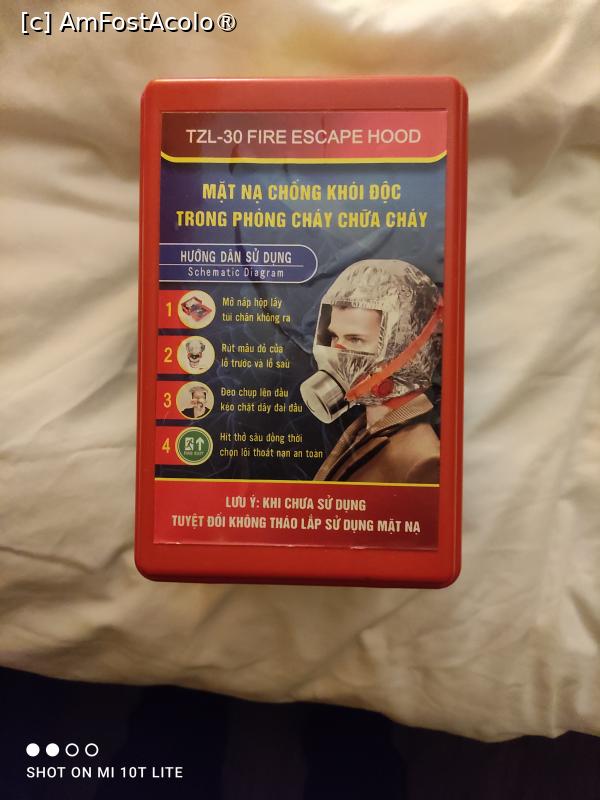 [c] AmFostAcolo®
TZL-30 FIRE ESCAPE HOOD
MẶT NẠ CHỐNG KHÓI ĐỘC
TRONG PHÒNG CHÁY CHỮA CHÁY
HƯỚNG DẪN SỬ DỤNG
Schematic Diagram
1 Mở nắp hộp lấy
túi chân không ra
2 Rút mẩu đỏ của
lỗ trước và lỗ sau
3 Đeo chụp lên đầu
kéo chặt dây đai đầu
4 Hít thở sâu đồng thời
chọn lối thoát nạn an toàn
LƯU Ý: KHI CHƯA SỬ DỤNG
TUYỆT ĐỐI KHÔNG THÁO LẮP SỬ DỤNG MẶT NẠ
SHOT ON MI 10T LITE